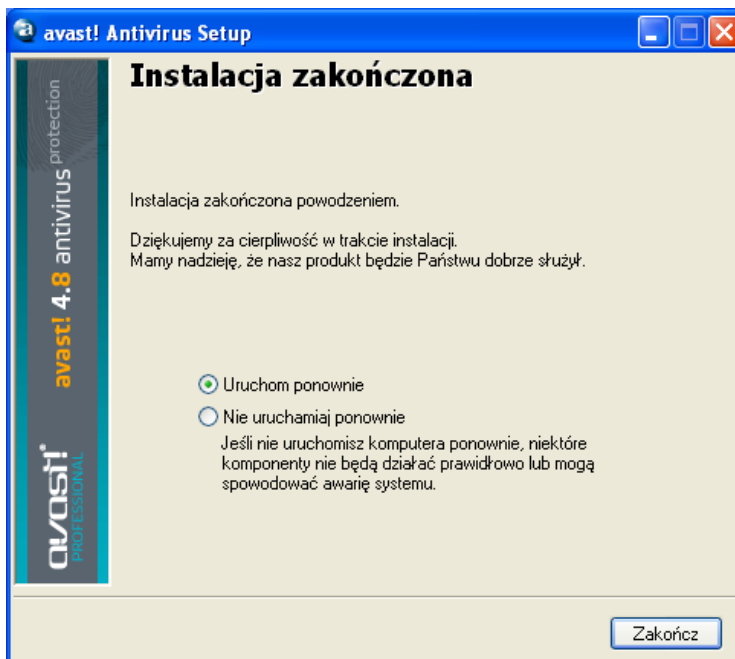 avast! Antivirus Setup
Instalacja zakończona
Instalacja zakończona powodzeniem.
Dziękujemy za cierpliwość w trakcie instalacji.
Mamy nadzieję, że nasz produkt będzie Państwu dobrze służył.
Uruchom ponownie
Nie uruchamiaj ponownie
Jeśli nie uruchomisz komputera ponownie, niektóre
komponenty nie będą działać prawidłowo lub mogą
spowodować awarię systemu.
avast! 4.8 antivirus protection
avast!
PROFESSIONAL
Zakończ